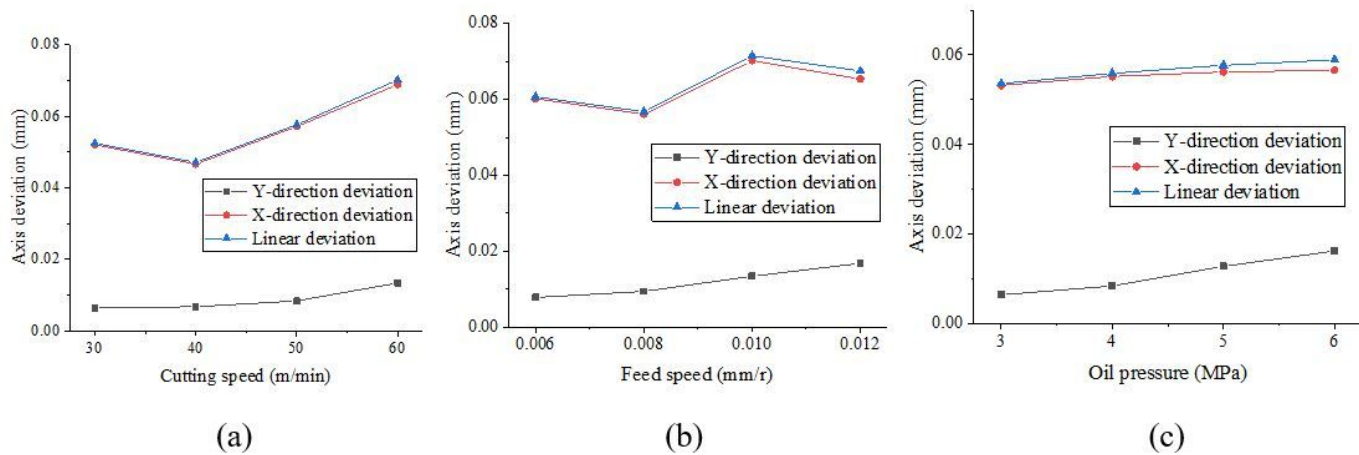 0.08
0.06
0.04
0.02
0.00
Axis deviation (mm)
Y-direction deviation
X-direction deviation
Linear deviation
30 40 50 60
Cutting speed (m/min)
(a)
0.08
0.06
0.04
0.02
0.00
Axis deviation (mm)
Y-direction deviation
X-direction deviation
Linear deviation
0.006 0.008 0.010 0.012
Feed speed (mm/r)
(b)
0.06
0.04
0.02
0.00
Axis deviation (mm)
Y-direction deviation
X-direction deviation
Linear deviation
3 4 5 6
Oil pressure (MPa)
(c)